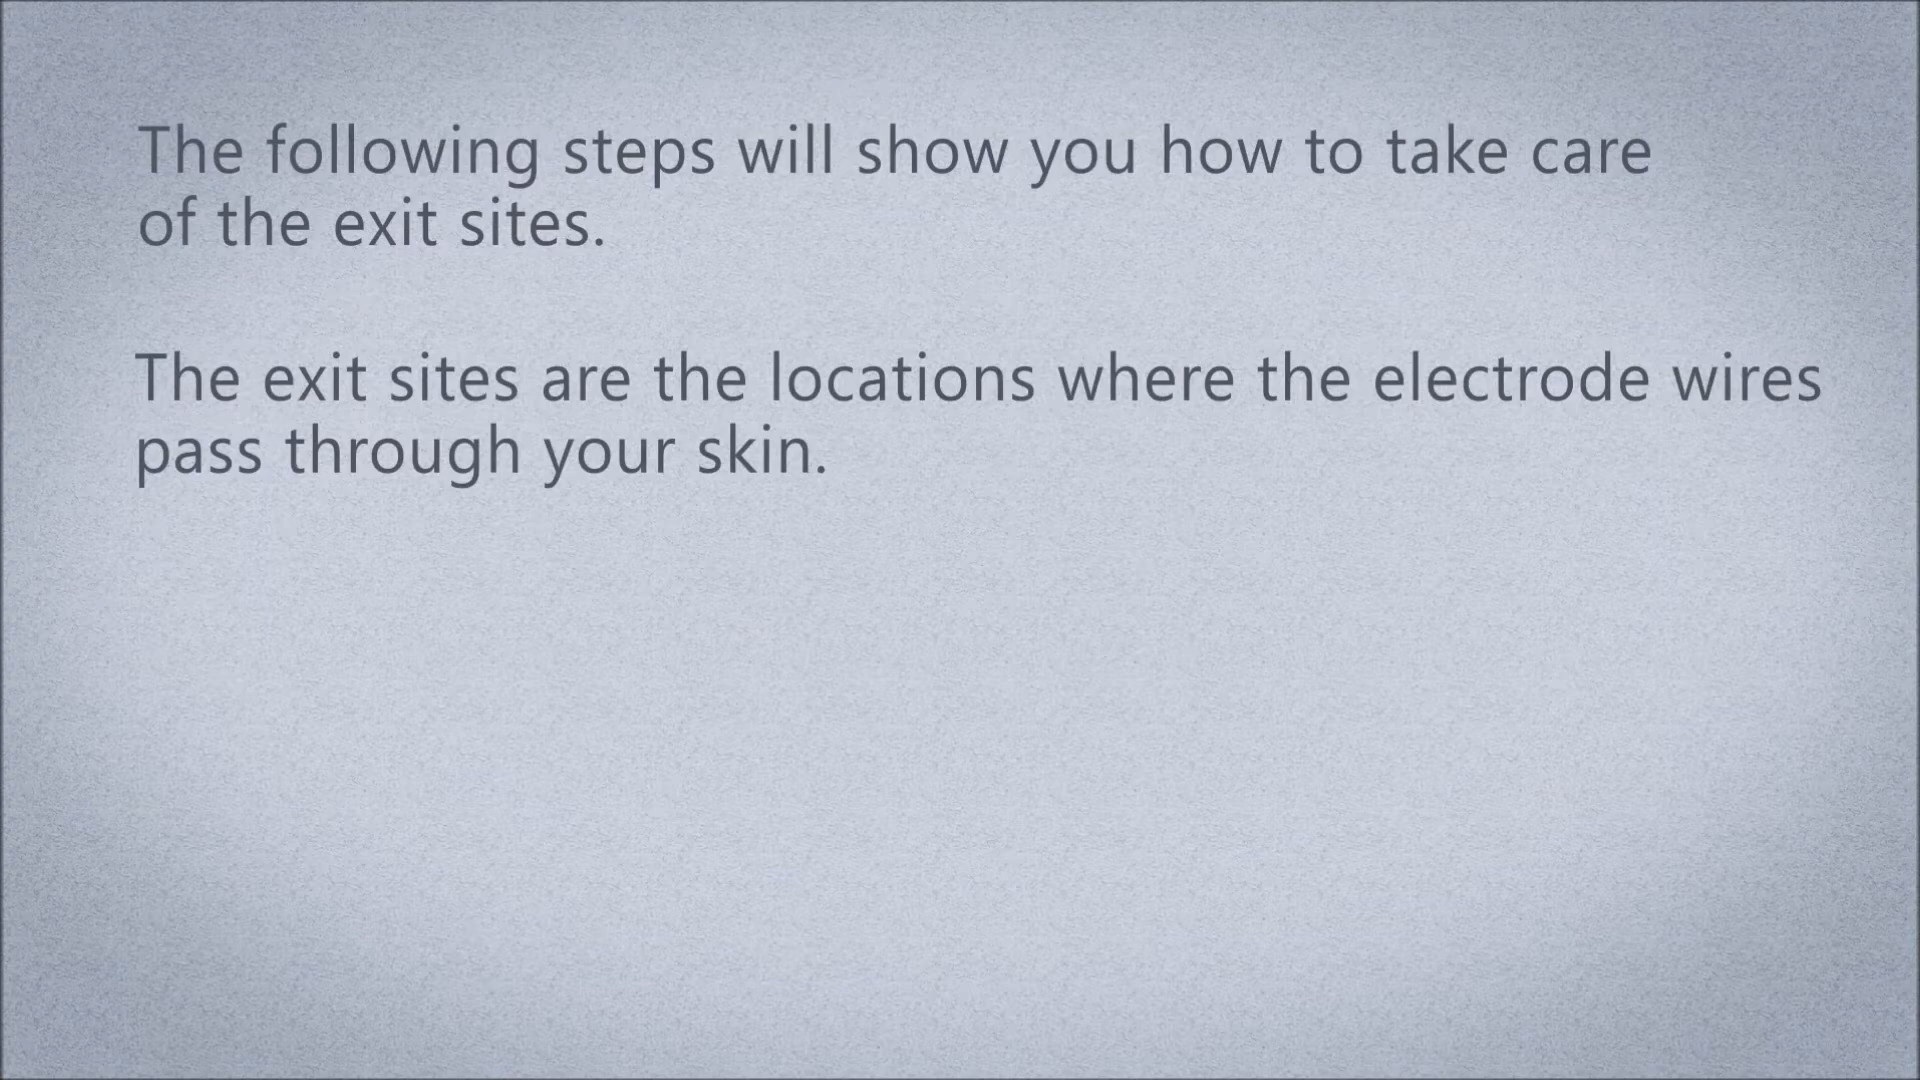 The following steps will show you how to take care
of the exit sites.
The exit sites are the locations where the electrode wires
pass through your skin.